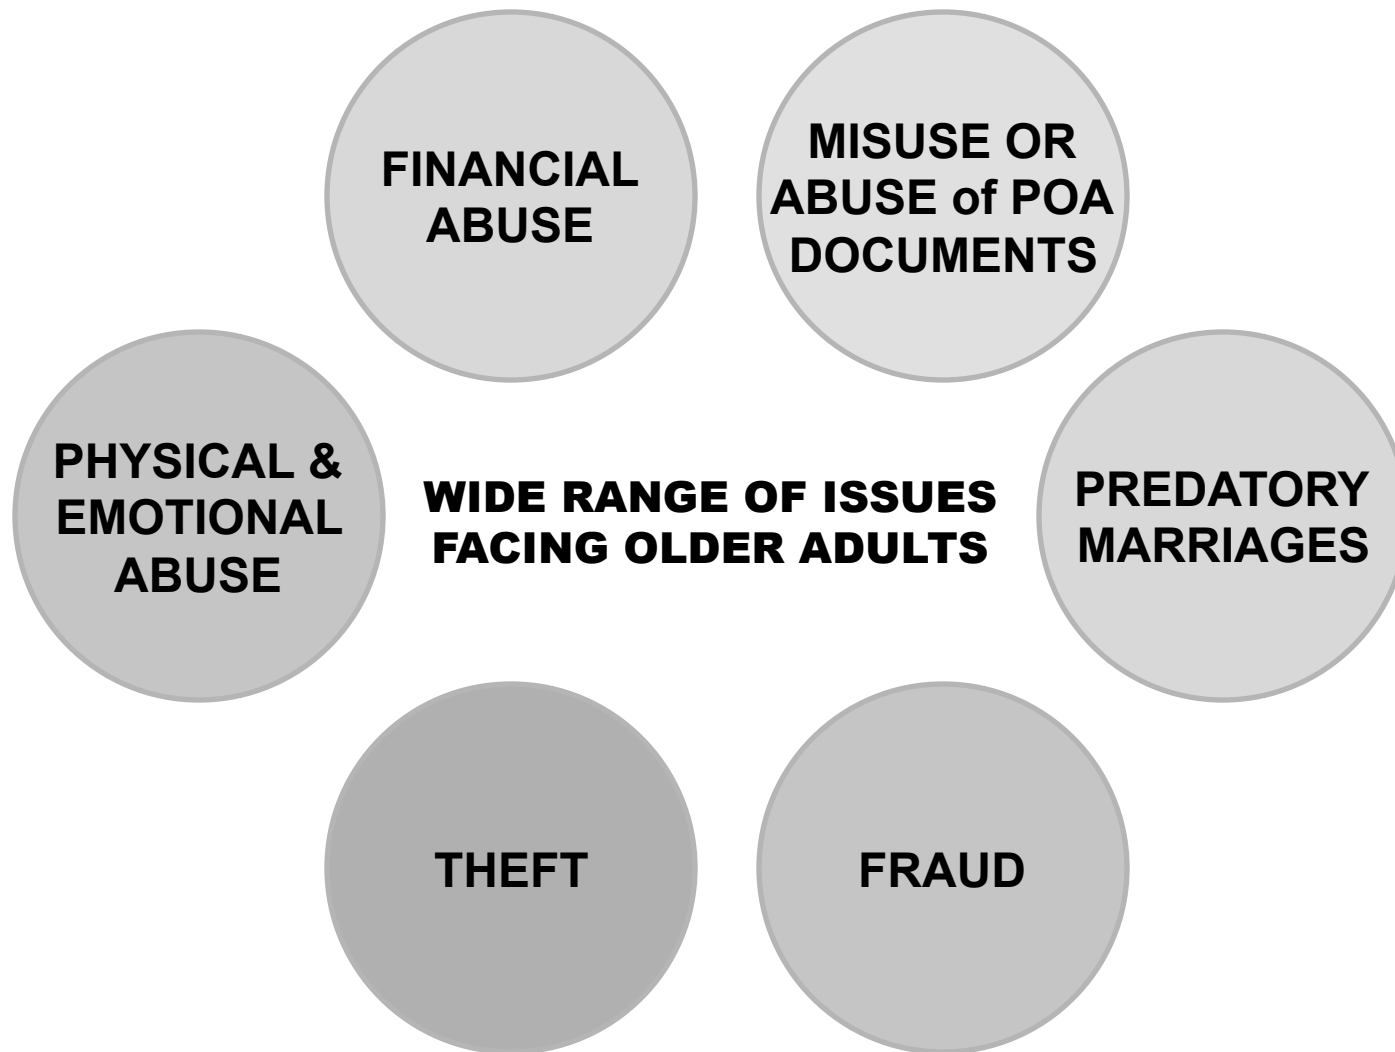 FINANCIAL
ABUSE
MISUSE OR
ABUSE of POA
DOCUMENTS
PHYSICAL &
EMOTIONAL
ABUSE
WIDE RANGE OF ISSUES
FACING OLDER ADULTS
PREDATORY
MARRIAGES
THEFT
FRAUD